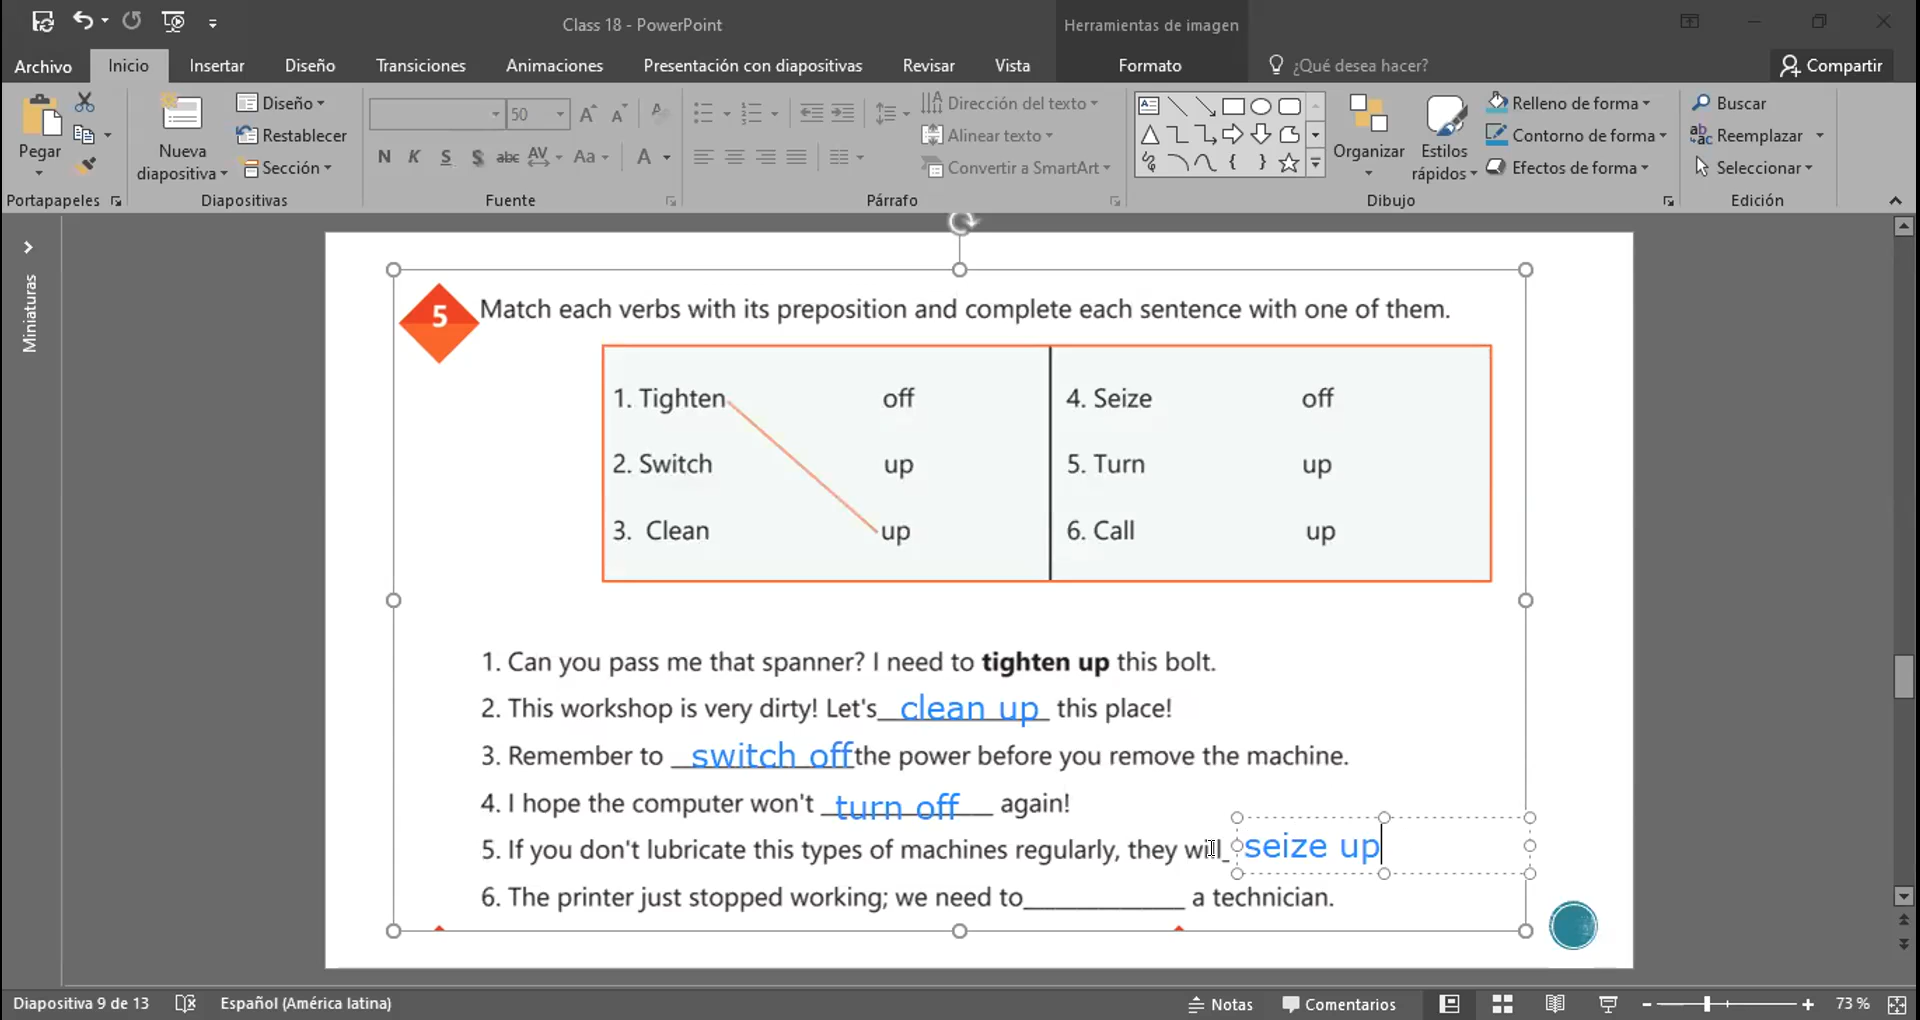 Class 18 - PowerPoint
Herramientas de imagen
Archivo Inicio Insertar Diseño Transiciones Animaciones Presentación con diapositivas Revisar Vista Formato ¿Qué desea hacer? Compartir
Pegar
Nueva diapositiva
Diseño
Restablecer
Sección
50
N K S S abc AV Aa A
Dirección del texto
Alinear texto
Convertir a SmartArt
Organizar
Estilos rápidos
Relleno de forma
Contorno de forma
Efectos de forma
Buscar
Reemplazar
Seleccionar
Portapapeles Diapositivas Fuente Párrafo Dibujo Edición
Miniaturas
5 Match each verbs with its preposition and complete each sentence with one of them.
1. Tighten off 4. Seize off
2. Switch up 5. Turn up
3. Clean up 6. Call up
1. Can you pass me that spanner? I need to tighten up this bolt.
2. This workshop is very dirty! Let's clean up this place!
3. Remember to switch off the power before you remove the machine.
4. I hope the computer won't turn off again!
5. If you don't lubricate this types of machines regularly, they will_ seize up
6. The printer just stopped working; we need to____________ a technician.
Diapositiva 9 de 13 Español (América latina) Notas Comentarios 73 %